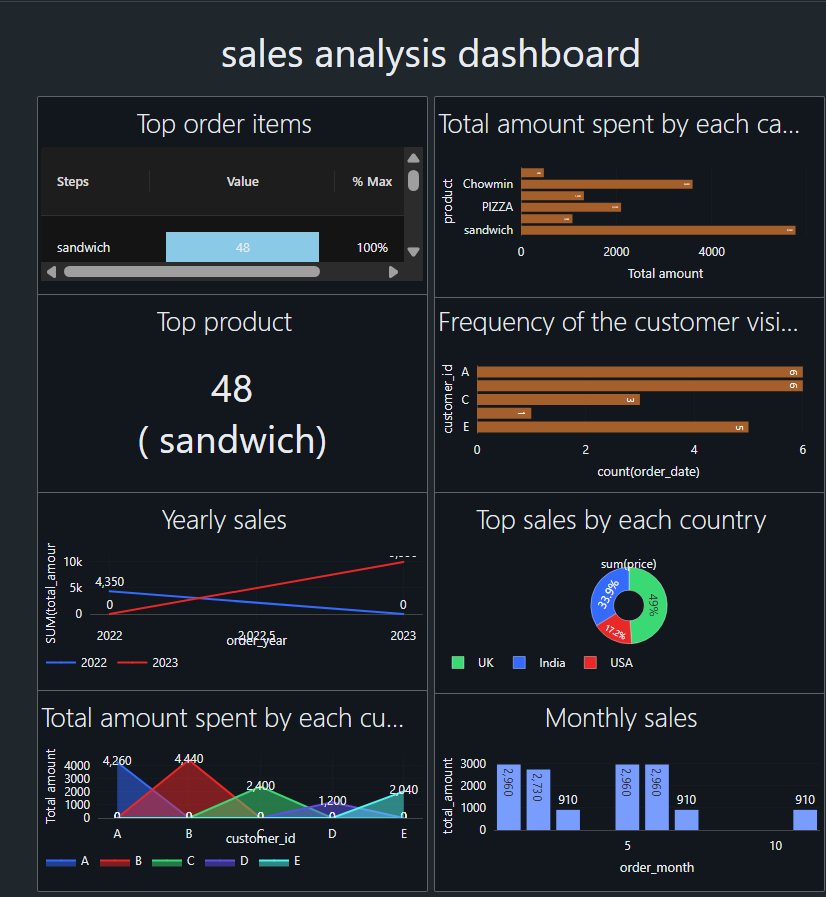 sales analysis dashboard
Top order items
Steps Value % Max
sandwich 48 100%
Total amount spent by each ca...
product
Chowmin
PIZZA
sandwich
0 2000 4000
Total amount
Top product
48
( sandwich)
Frequency of the customer visi...
customer_id
A 6
6
C 3
1
E 5
0 2 4 6
count(order_date)
Yearly sales
SUM(total_amour
10k
5k
0
4,350
0
0
2022 2,022.5 2023
order_year
2022 2023
Top sales by each country
sum(price)
49%
33.9%
17.2%
UK India USA
Total amount spent by each cu...
Total amount
4000
3000
2000
1000
0
4,260 4,440 2,400 1,200 2,040
0 0 0 0 0
A B C D E
customer_id
A B C D E
Monthly sales
total_amount
3000
2000
1000
0
2,960 2,730 910 2,960 2,960 910 910
5 10
order_month